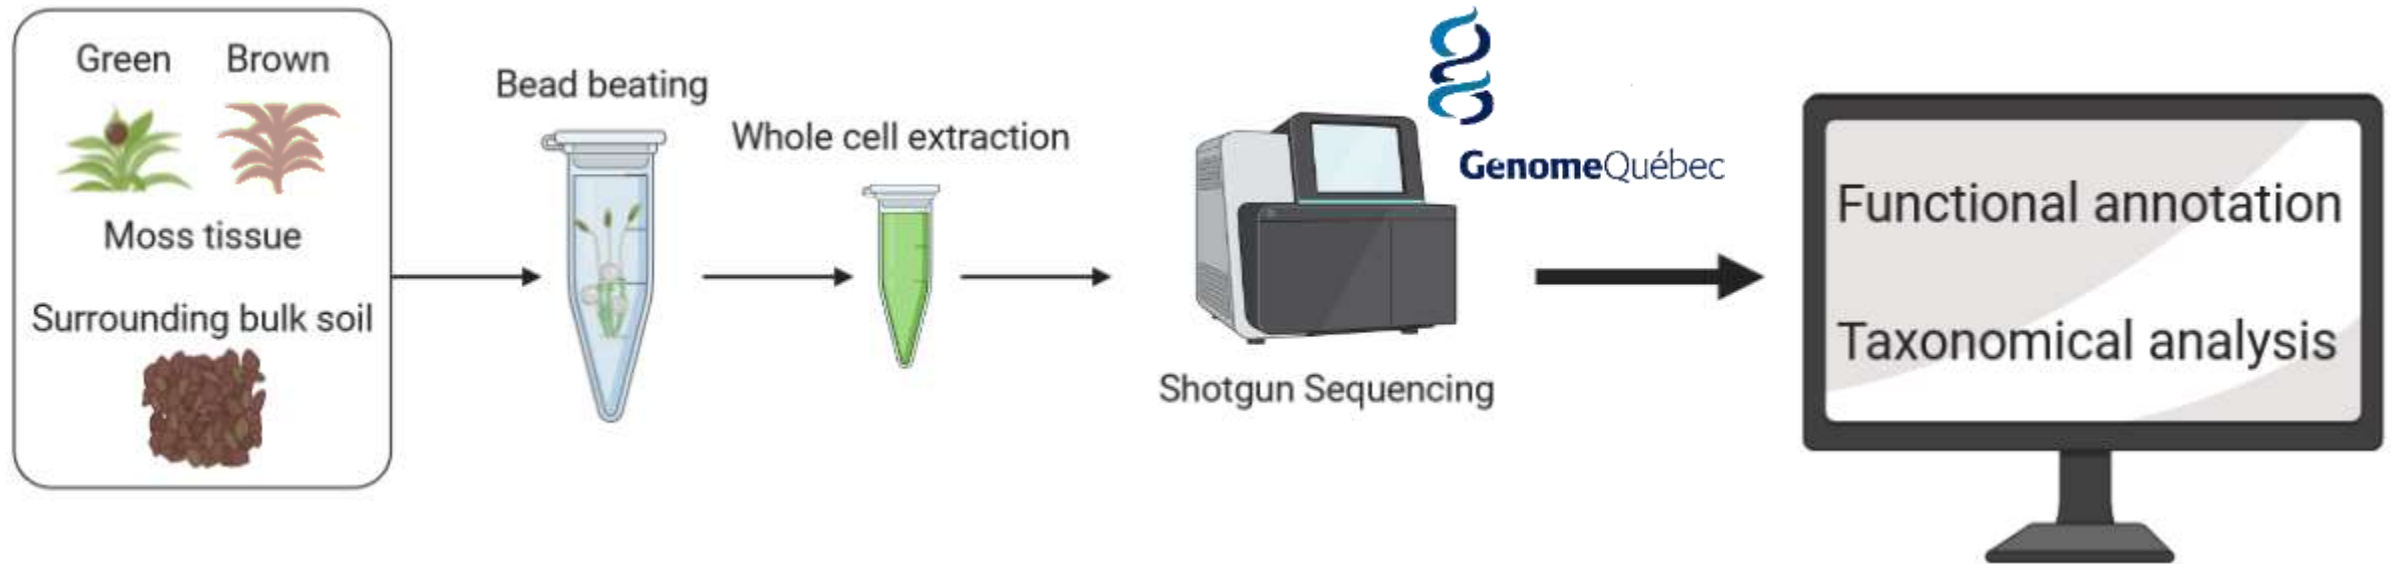 Green Brown
Moss tissue
Surrounding bulk soil
Bead beating
Whole cell extraction
GenomeQuébec
Shotgun Sequencing
Functional annotation
Taxonomical analysis